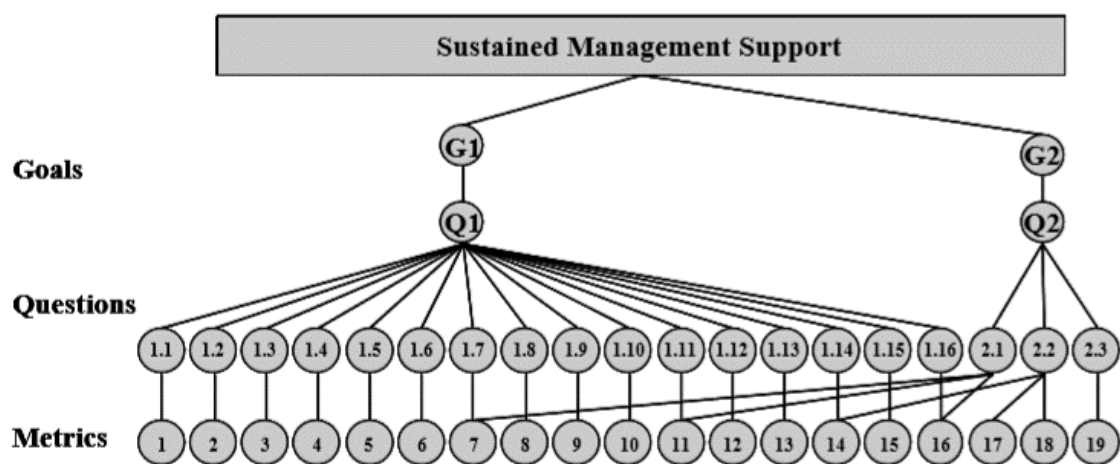 Sustained Management Support
G1
G2
Goals
Q1
Q2
Questions
1.1 1.2 1.3 1.4 1.5 1.6 1.7 1.8 1.9 1.10 1.11 1.12 1.13 1.14 1.15 1.16 2.1 2.2 2.3
Metrics
1 2 3 4 5 6 7 8 9 10 11 12 13 14 15 16 17 18 19